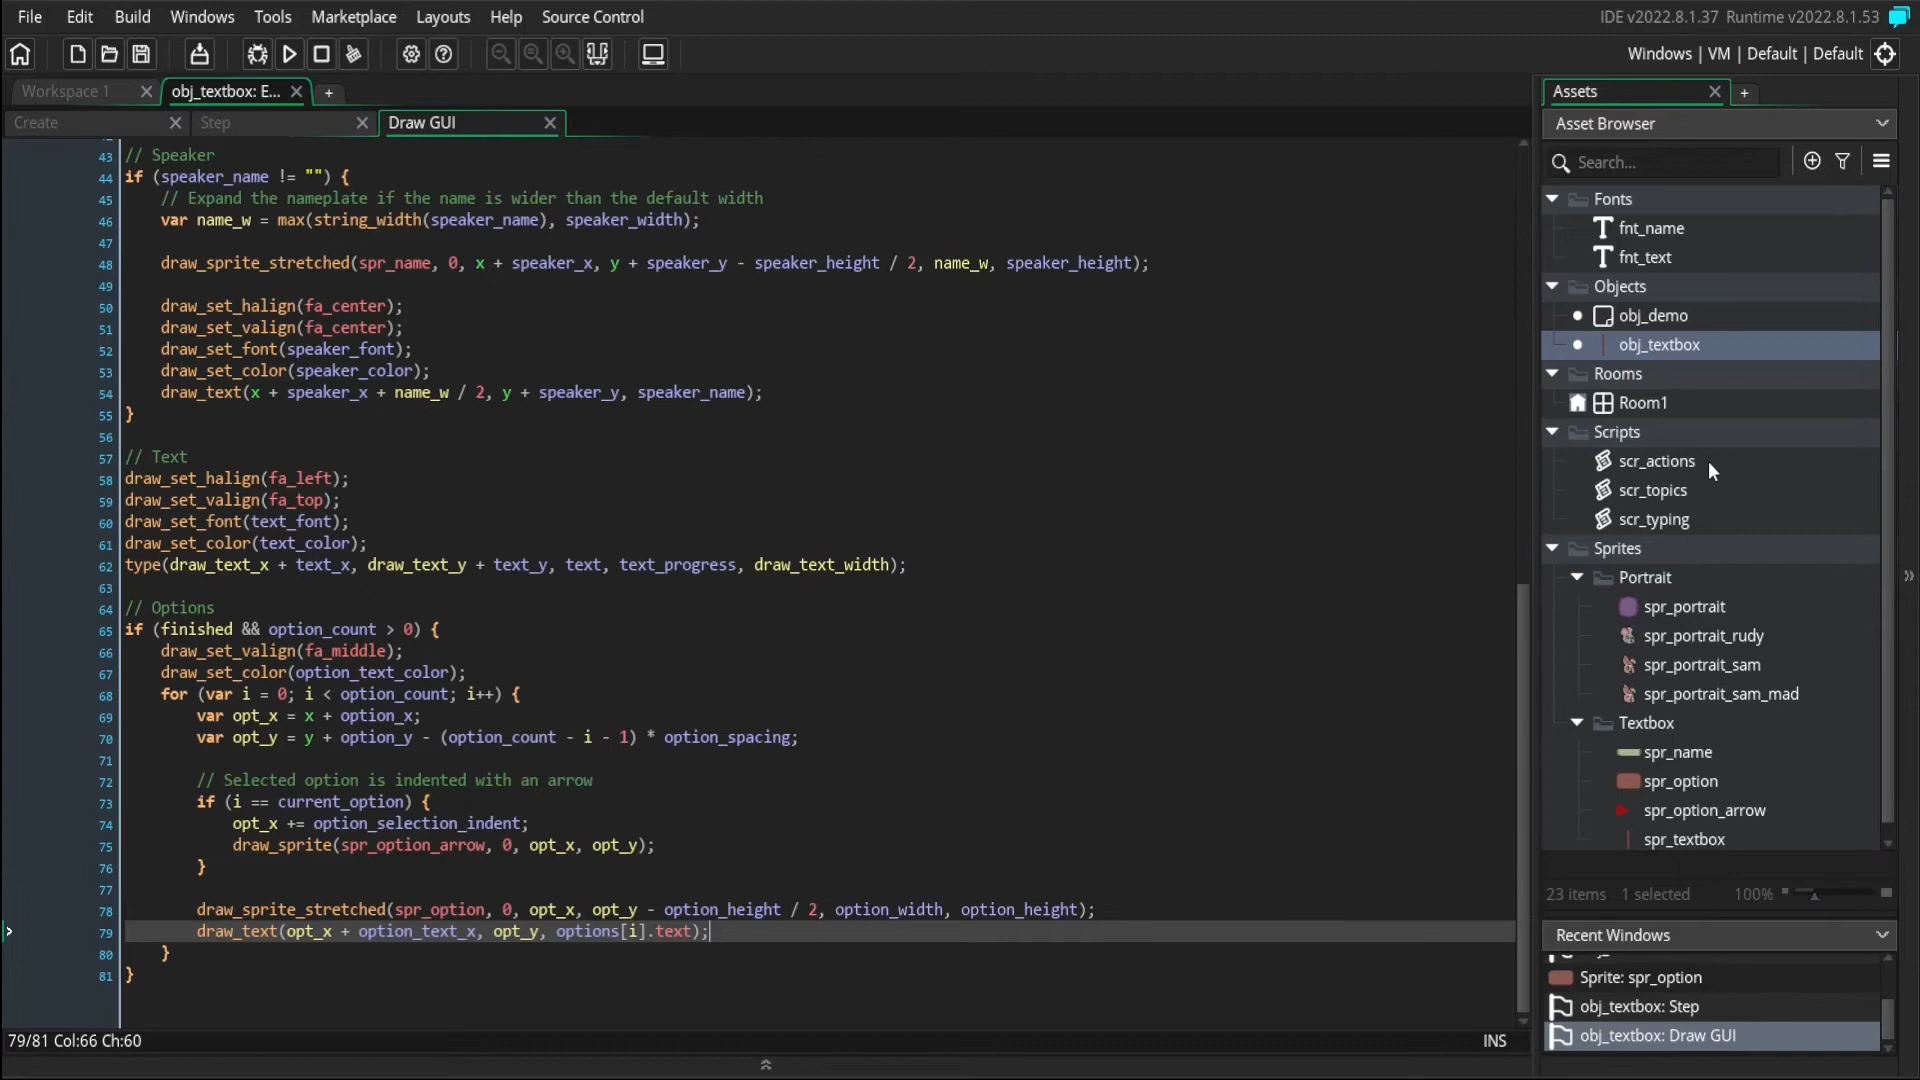 File Edit Build Windows Tools Marketplace Layouts Help Source Control IDE v2022.8.1.37 Runtime v2022.8.1.53
Windows | VM | Default | Default
Workspace 1 obj_textbox: E... +
Create Step Draw GUI
43 // Speaker
44 if (speaker_name != "") {
45 // Expand the nameplate if the name is wider than the default width
46 var name_w = max(string_width(speaker_name), speaker_width);
47
48 draw_sprite_stretched(spr_name, 0, x + speaker_x, y + speaker_y - speaker_height / 2, name_w, speaker_height);
49
50 draw_set_halign(fa_center);
51 draw_set_valign(fa_center);
52 draw_set_font(speaker_font);
53 draw_set_color(speaker_color);
54 draw_text(x + speaker_x + name_w / 2, y + speaker_y, speaker_name);
55 }
56
57 // Text
58 draw_set_halign(fa_left);
59 draw_set_valign(fa_top);
60 draw_set_font(text_font);
61 draw_set_color(text_color);
62 type(draw_text_x + text_x, draw_text_y + text_y, text, text_progress, draw_text_width);
63
64 // Options
65 if (finished && option_count > 0) {
66 draw_set_valign(fa_middle);
67 draw_set_color(option_text_color);
68 for (var i = 0; i < option_count; i++) {
69 var opt_x = x + option_x;
70 var opt_y = y + option_y - (option_count - i - 1) * option_spacing;
71
72 // Selected option is indented with an arrow
73 if (i == current_option) {
74 opt_x += option_selection_indent;
75 draw_sprite(spr_option_arrow, 0, opt_x, opt_y);
76 }
77
78 draw_sprite_stretched(spr_option, 0, opt_x, opt_y - option_height / 2, option_width, option_height);
79 draw_text(opt_x + option_text_x, opt_y, options[i].text);
80 }
81 }
79/81 Col:66 Ch:60 INS
Assets +
Asset Browser
Search...
Fonts
fnt_name
fnt_text
Objects
obj_demo
obj_textbox
Rooms
Room1
Scripts
scr_actions
scr_topics
scr_typing
Sprites
Portrait
spr_portrait
spr_portrait_rudy
spr_portrait_sam
spr_portrait_sam_mad
Textbox
spr_name
spr_option
spr_option_arrow
spr_textbox
23 items 1 selected 100%
Recent Windows
Sprite: spr_option
obj_textbox: Step
obj_textbox: Draw GUI